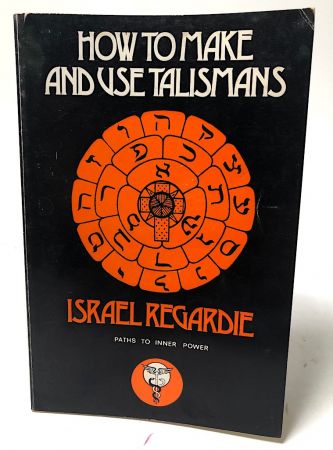 HOW TO MAKE
AND USE TALISMANS
ISRAEL REGARDIE
PATHS TO INNER POWER